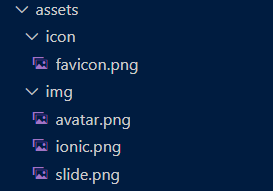 assets
icon
favicon.png
img
avatar.png
ionic.png
slide.png